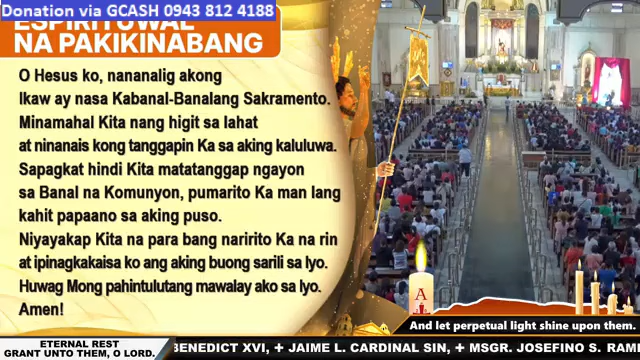 Donation via GCASH 0943 812 4188
ESPIRITUWAL
NA PAKIKINABANG
O Hesus ko, nananalig akong
Ikaw ay nasa Kabanal-Banalang Sakramento.
Minamahal Kita nang higit sa lahat
at ninanais kong tanggapin Ka sa aking kaluluwa.
Sapagkat hindi Kita matatanggap ngayon
sa Banal na Komunyon, pumarito Ka man lang
kahit papaano sa aking puso.
Niyayakap Kita na para bang naririto Ka na rin
at ipinagkakaisa ko ang aking buong sarili sa Iyo.
Huwag Mong pahintulutang mawalay ako sa Iyo.
Amen!
A
And let perpetual light shine upon them.
ETERNAL REST
GRANT UNTO THEM, O LORD.
BENEDICT XVI, + JAIME L. CARDINAL SIN, + MSGR. JOSEFINO S. RAM